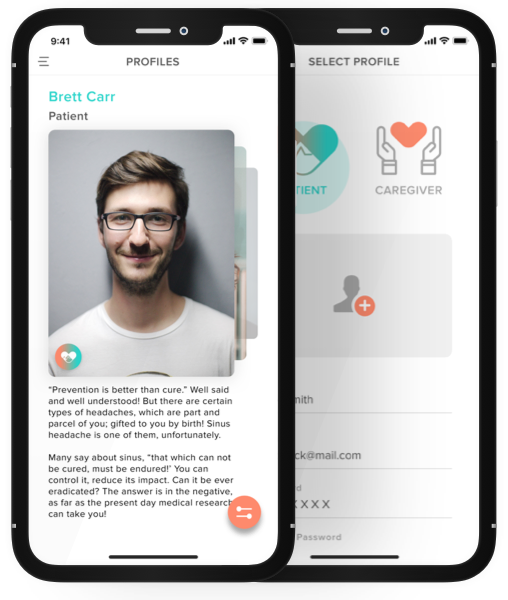 9:41
PROFILES
Brett Carr
Patient
“Prevention is better than cure.” Well said
and well understood! But there are certain
types of headaches, which are part and
parcel of you; gifted to you by birth! Sinus
headache is one of them, unfortunately.
Many say about sinus, “that which can not
be cured, must be endured!’ You can
control it, reduce its impact. Can it be ever
eradicated? The answer is in the negative,
as far as the present day medical research
can take you!
SELECT PROFILE
TIENT
CAREGIVER
mith
ck@mail.com
d
XXXX
Password